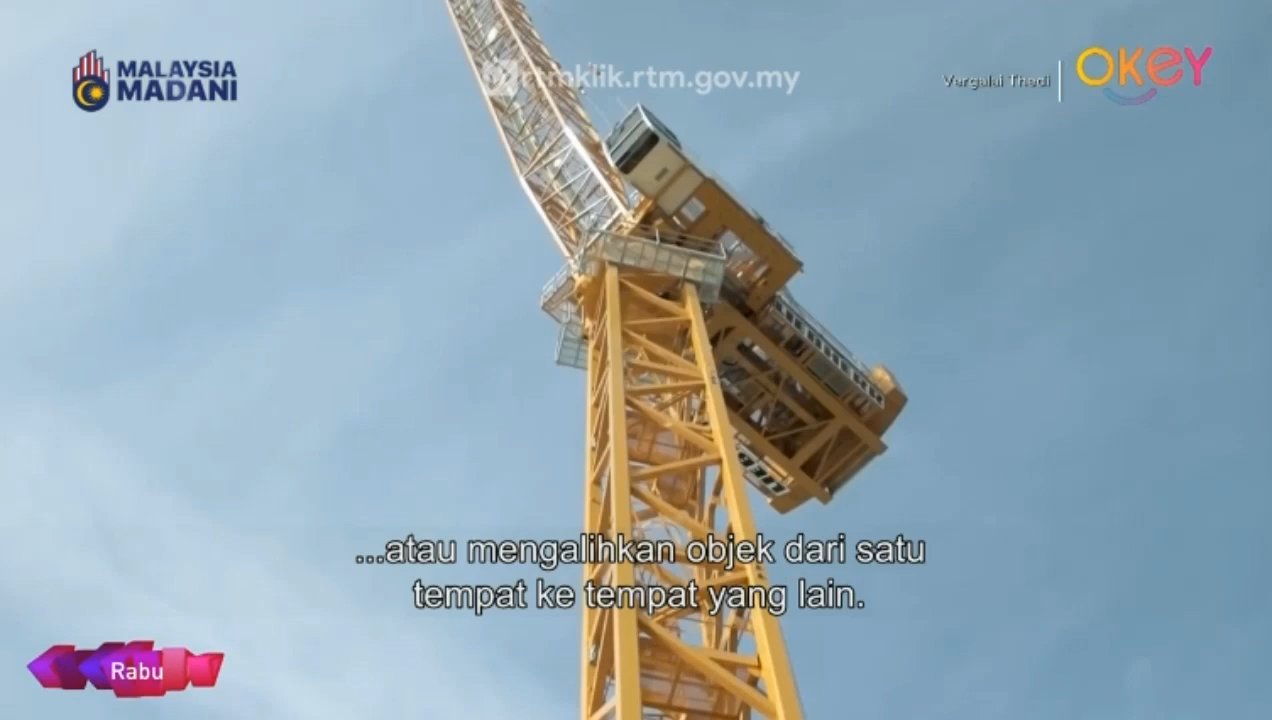 MALAYSIA
MADANI
rtmklik.rtm.gov.my
Vergalai Thedi
OKEY
...atau mengalihkan objek dari satu
tempat ke tempat yang lain.
Rabu